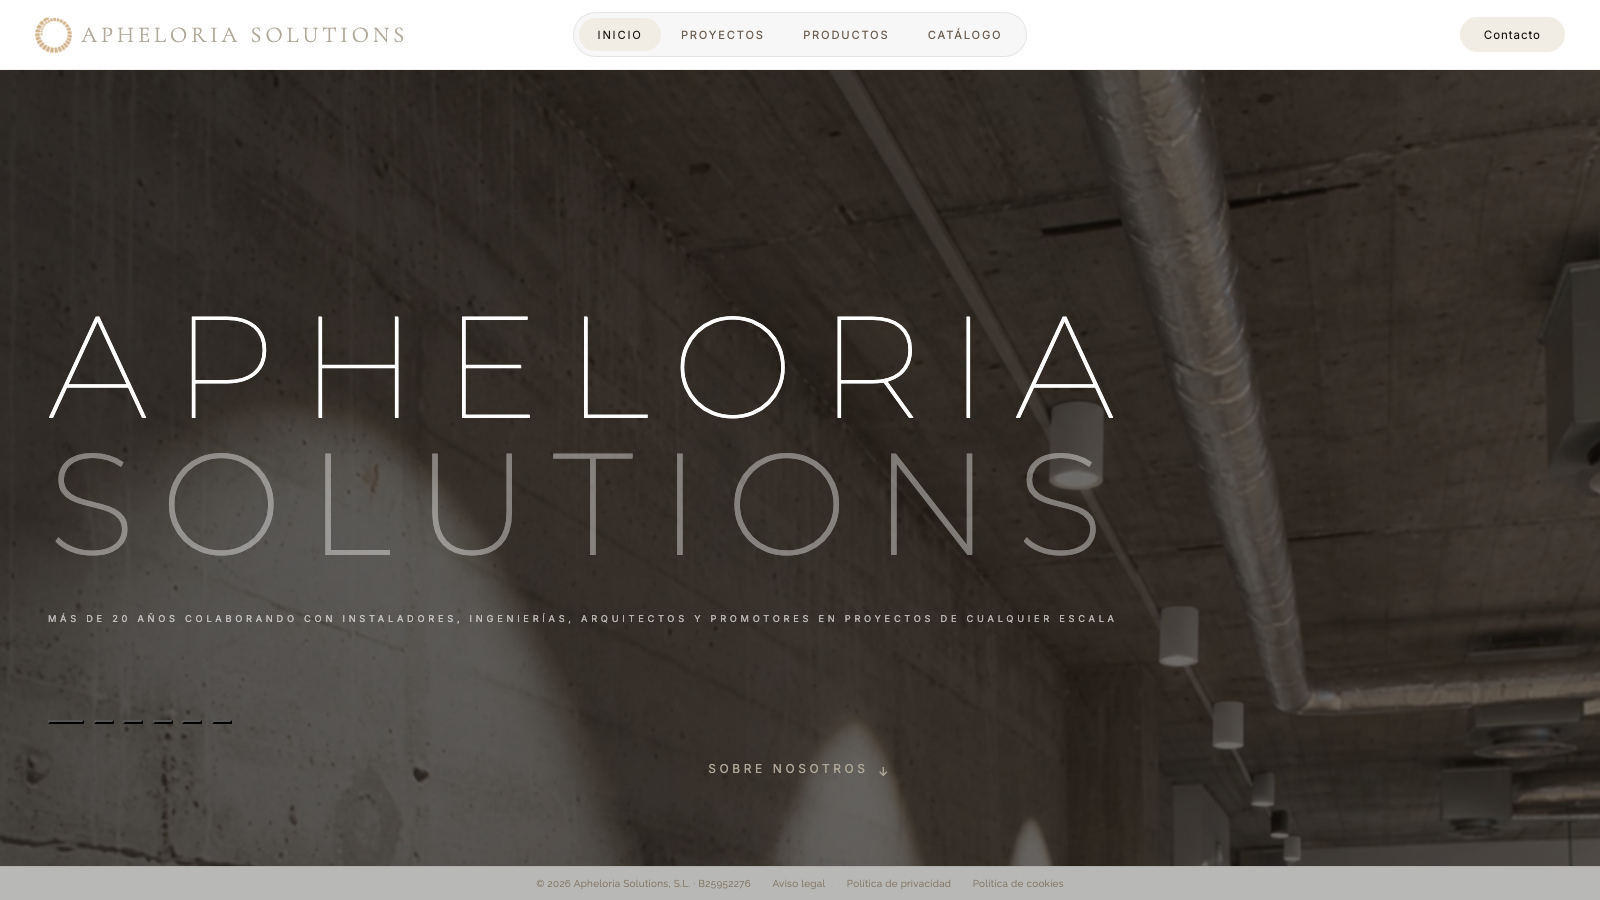 APHELORIA SOLUTIONS
INICIO PROYECTOS PRODUCTOS CATÁLOGO
Contacto
APHELORIA
SOLUTIONS
MÁS DE 20 AÑOS COLABORANDO CON INSTALADORES, INGENIERÍAS, ARQUITECTOS Y PROMOTORES EN PROYECTOS DE CUALQUIER ESCALA
SOBRE NOSOTROS ↓
© 2026 Apheloria Solutions, S.L. · B25952276 Aviso legal Política de privacidad Política de cookies